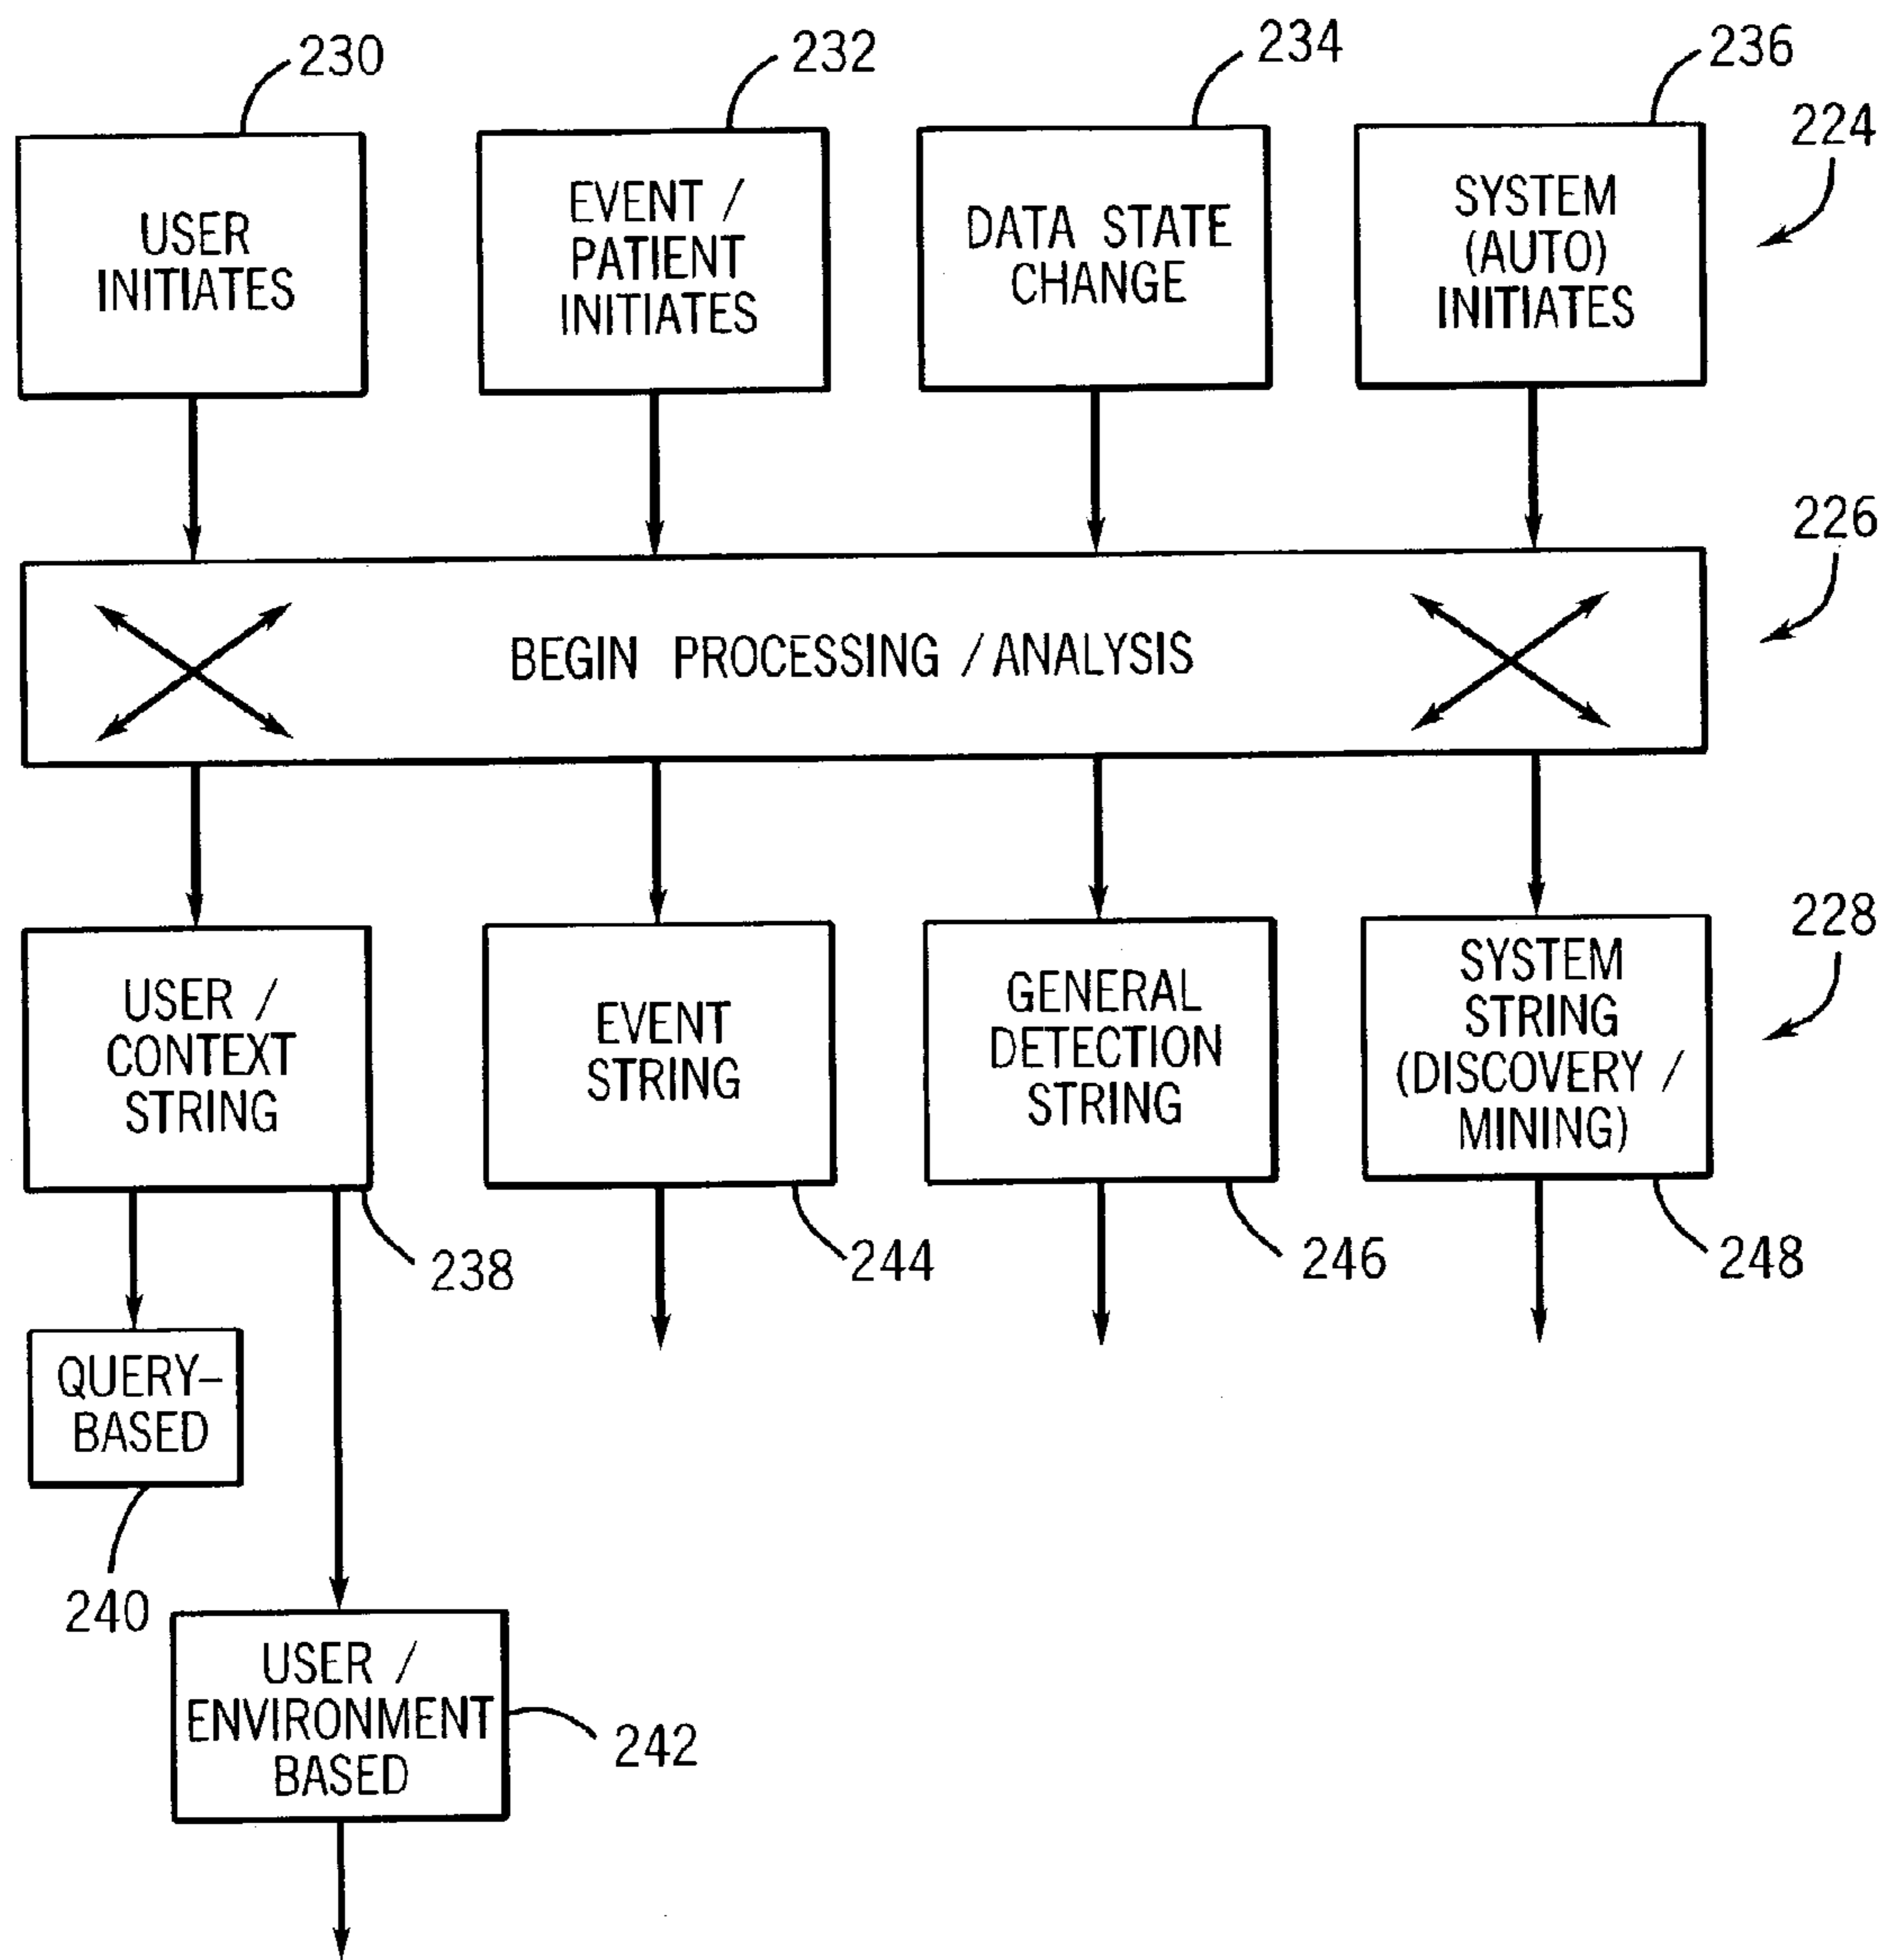 230
232
234
236
224
USER
INITIATES
EVENT /
PATIENT
INITIATES
DATA STATE
CHANGE
SYSTEM
(AUTO)
INITIATES
226
BEGIN PROCESSING / ANALYSIS
228
USER /
CONTEXT
STRING
EVENT
STRING
GENERAL
DETECTION
STRING
SYSTEM
STRING
(DISCOVERY /
MINING)
238
244
246
248
QUERY–
BASED
240
USER /
ENVIRONMENT
BASED
242